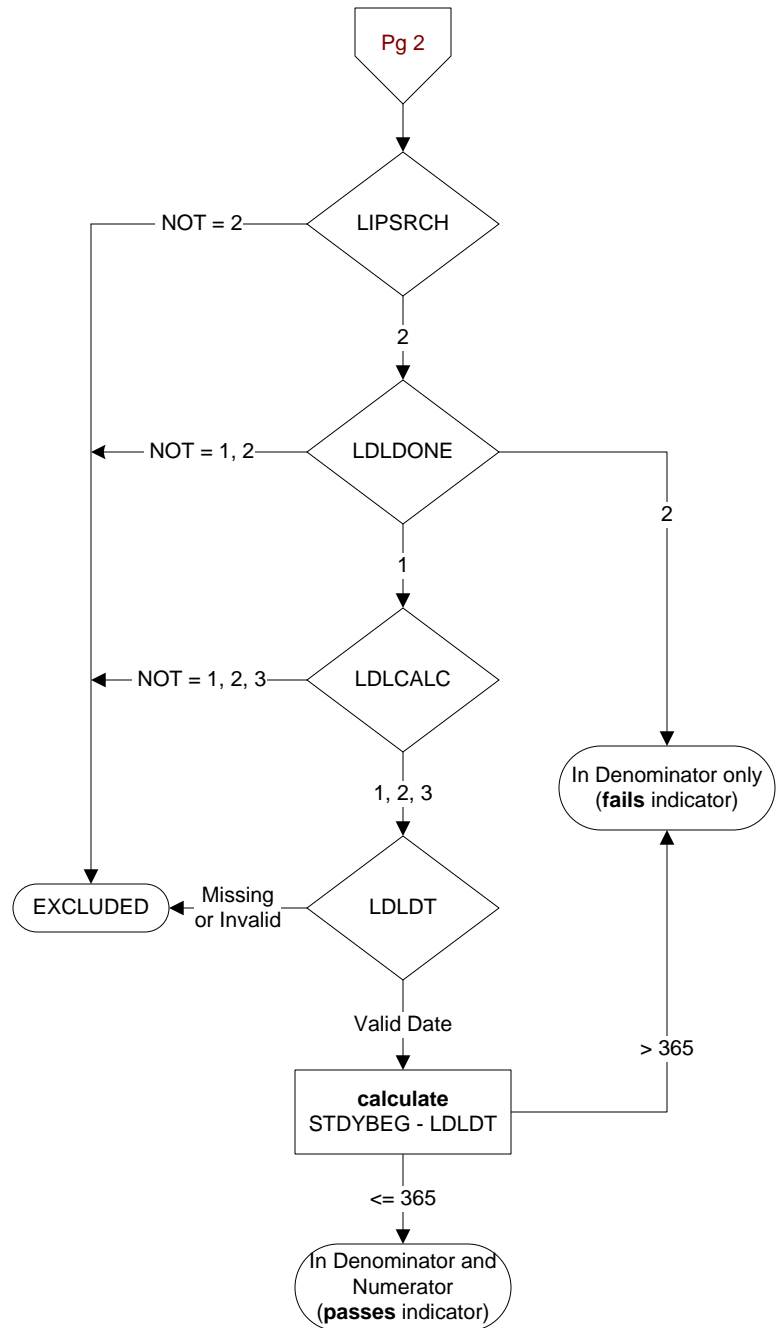 Pg 2
LIPSRCH
NOT = 2
2
LDLDONE
NOT = 1, 2
2
1
LDLCALC
NOT = 1, 2, 3
In Denominator only
(fails indicator)
1, 2, 3
LDLDT
Missing
or Invalid
EXCLUDED
Valid Date
> 365
calculate
STDYBEG - LDLDT
<= 365
In Denominator and
Numerator
(passes indicator)